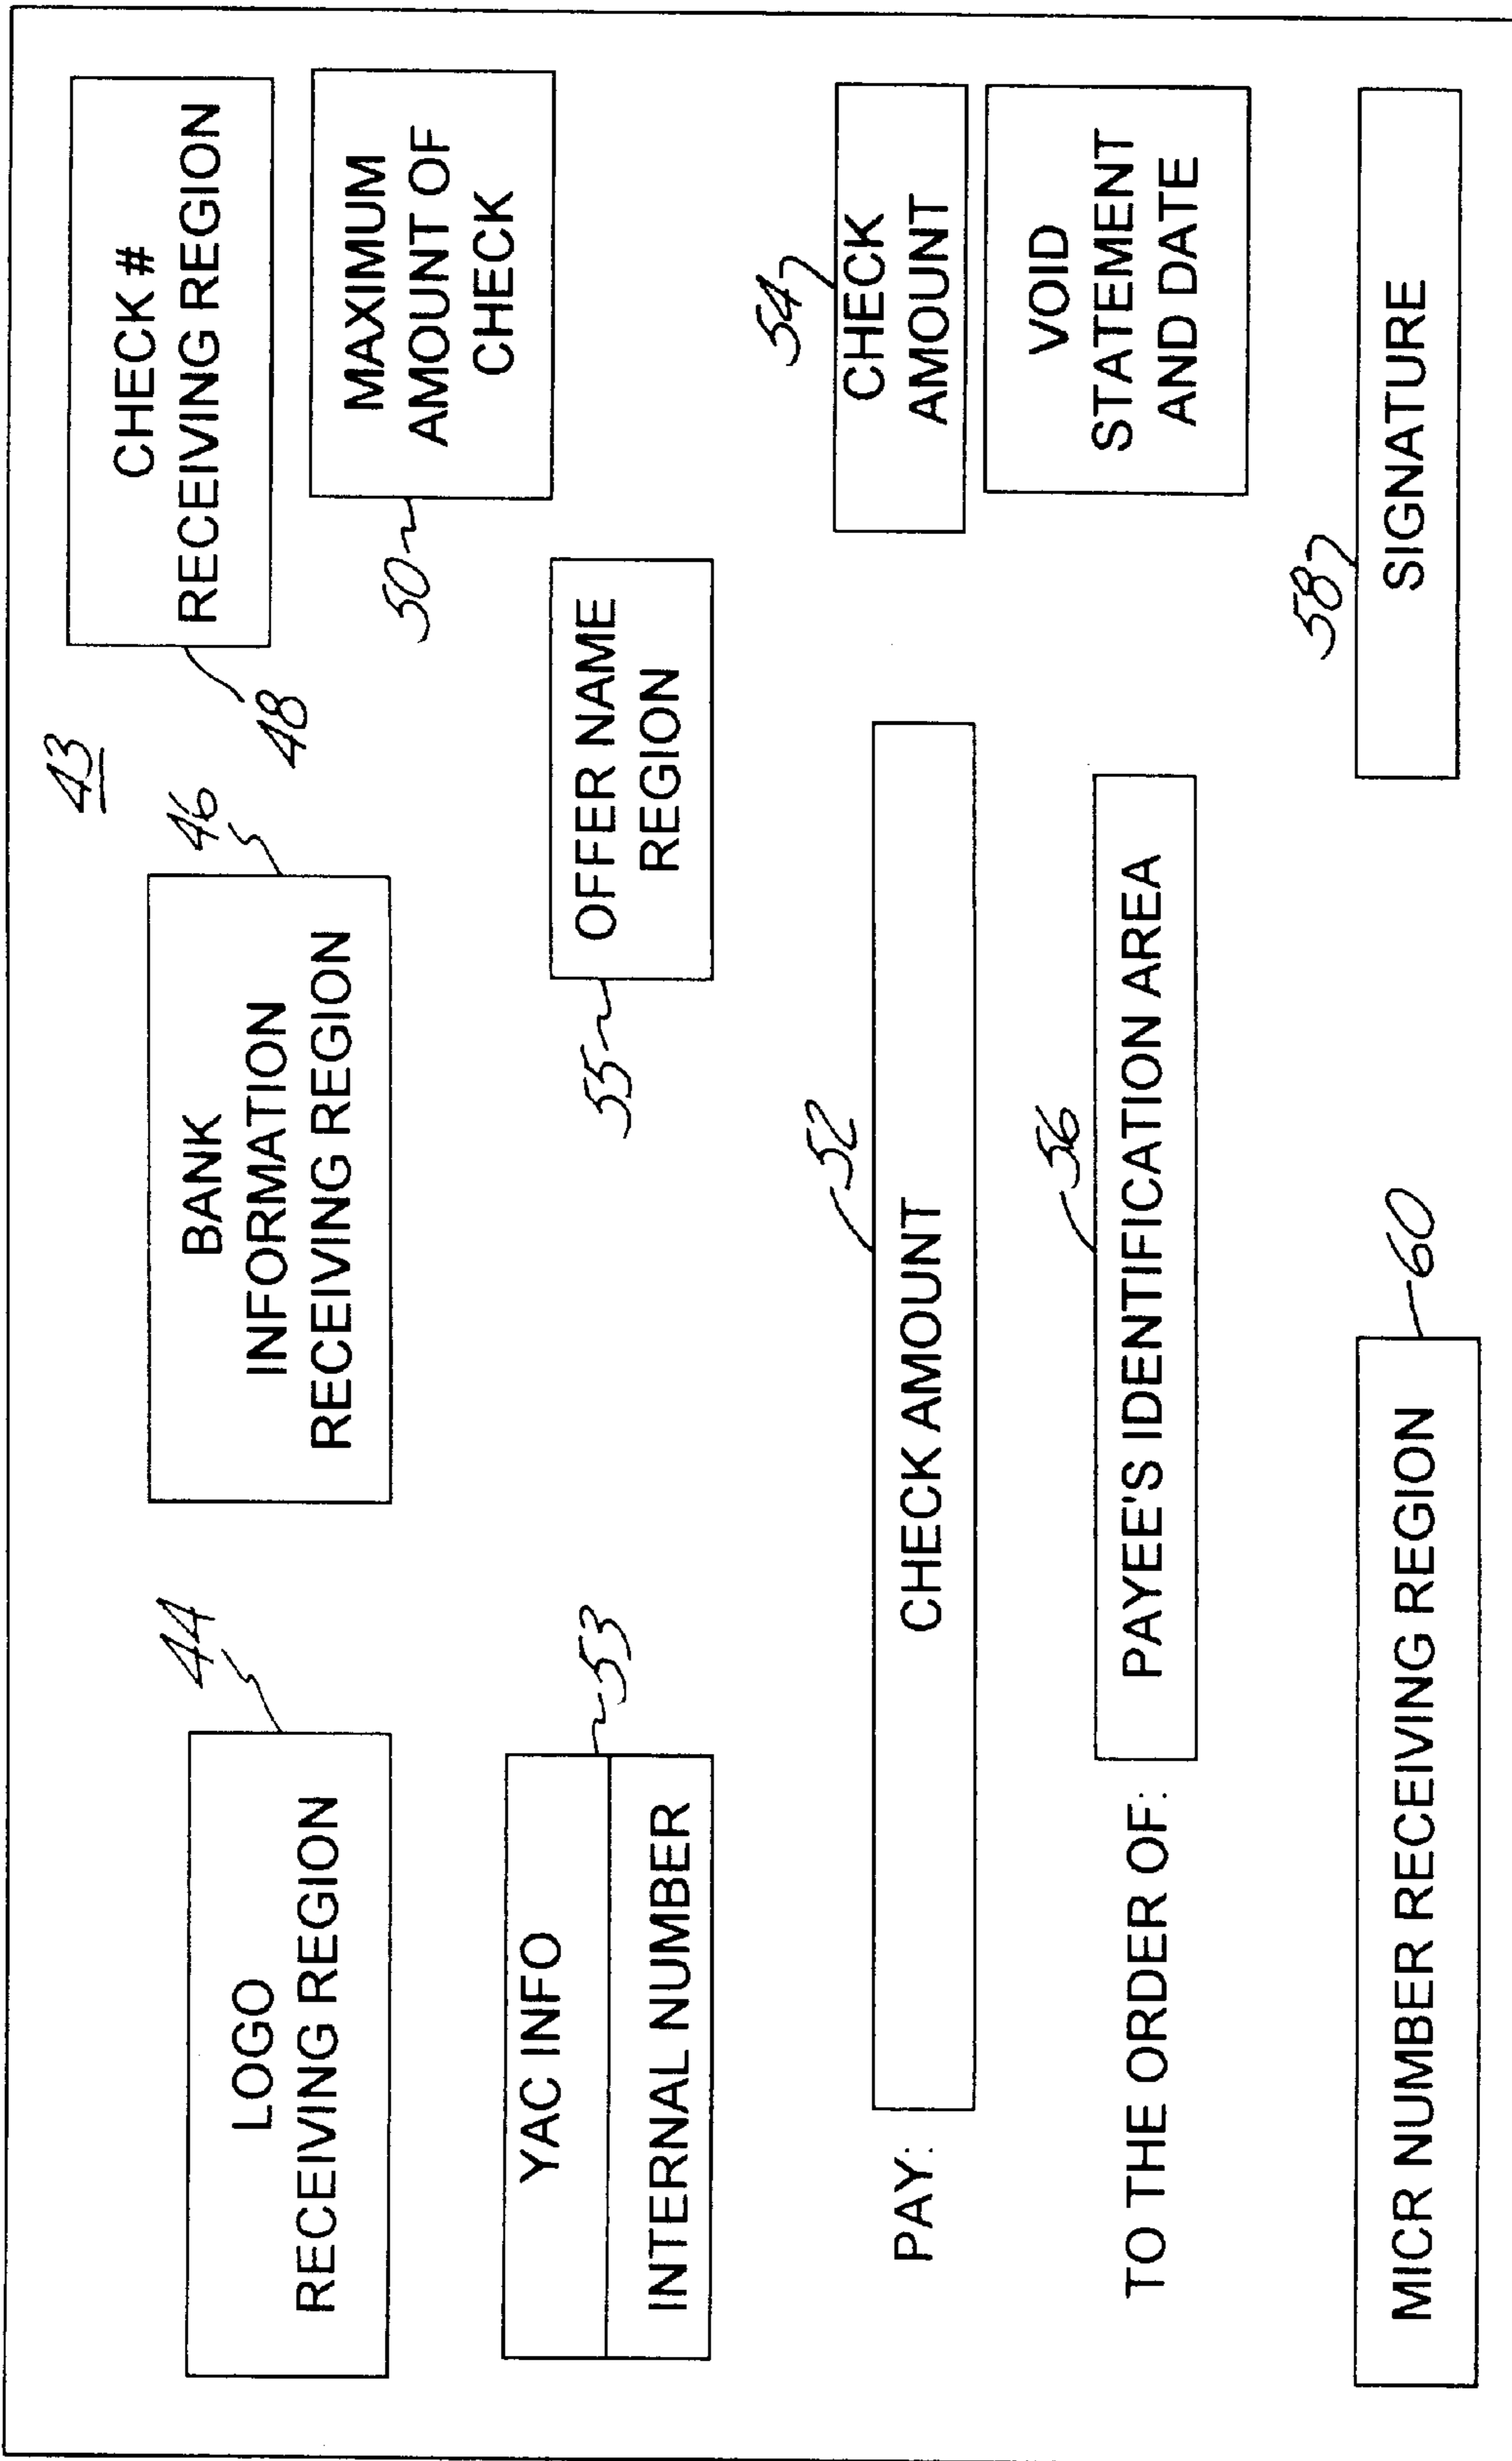 43
44
LOGO
RECEIVING REGION
46
BANK
INFORMATION
RECEIVING REGION
48
CHECK #
RECEIVING REGION
50
MAXIMUM
AMOUNT OF
CHECK
53
YAC INFO
INTERNAL NUMBER
55
OFFER NAME
REGION
PAY:
52
CHECK AMOUNT
54
CHECK
AMOUNT
VOID
STATEMENT
AND DATE
TO THE ORDER OF:
56
PAYEE'S IDENTIFICATION AREA
58
SIGNATURE
MICR NUMBER RECEIVING REGION
60